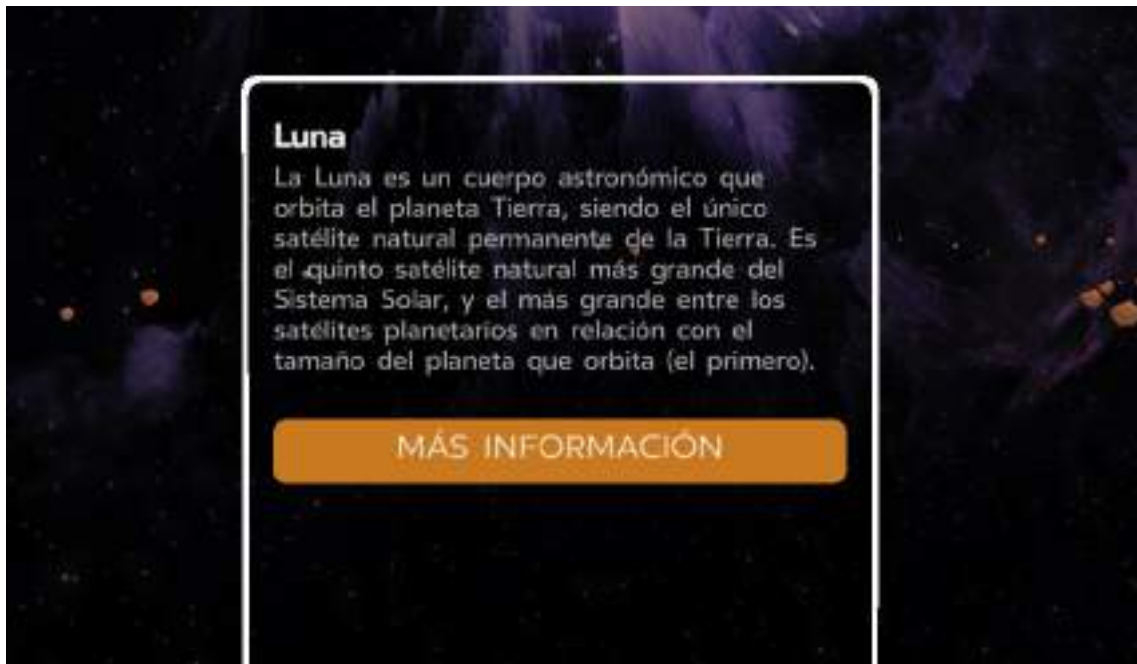 Luna
La Luna es un cuerpo astronómico que
orbita el planeta Tierra, siendo el único
satélite natural permanente de la Tierra. Es
el quinto satélite natural más grande del
Sistema Solar, y el más grande entre los
satélites planetarios en relación con el
tamaño del planeta que orbita (el primero).
MÁS INFORMACIÓN